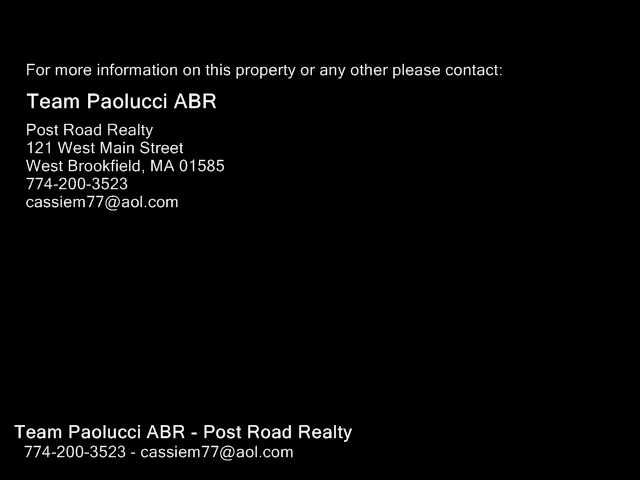 For more information on this property or any other please contact:
Team Paolucci ABR
Post Road Realty
121 West Main Street
West Brookfield, MA 01585
774-200-3523
cassiem77@aol.com
Team Paolucci ABR - Post Road Realty
774-200-3523 - cassiem77@aol.com